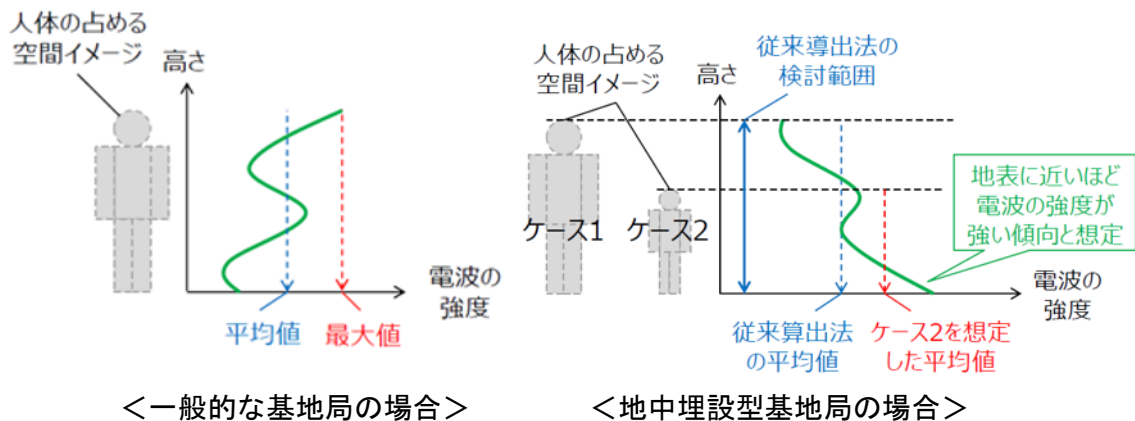 人体の占める
空間イメージ
高さ
電波の
強度
平均値
最大値
＜一般的な基地局の場合＞
人体の占める
空間イメージ
従来導出法の
検討範囲
高さ
ケース1
ケース2
地表に近いほど
電波の強度が
強い傾向と想定
電波の
強度
従来算出法
の平均値
ケース2を想定
した平均値
＜地中埋設型基地局の場合＞